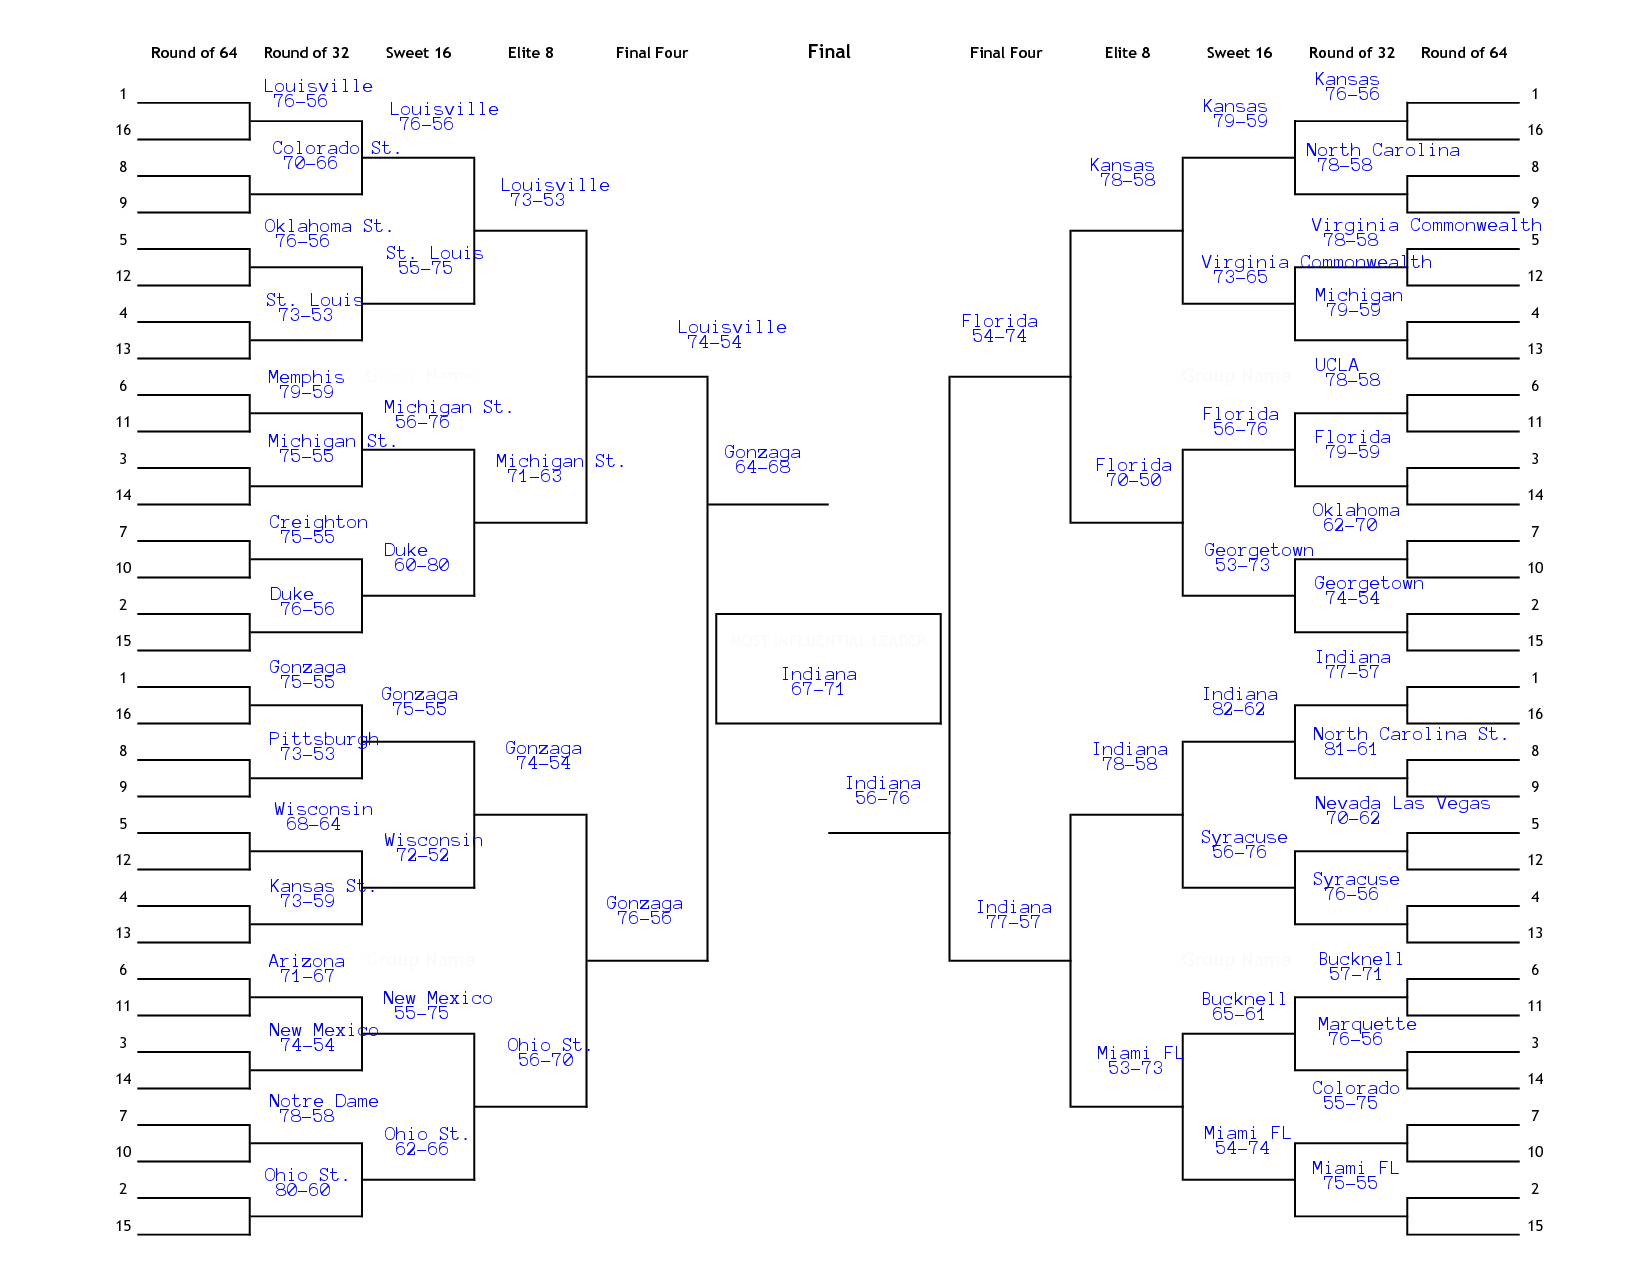 Round of 64 Round of 32 Sweet 16 Elite 8 Final Four Final Final Four Elite 8 Sweet 16 Round of 32 Round of 64
1
16
8
9
5
12
4
13
6
11
3
14
7
10
2
15
1
16
8
9
5
12
4
13
6
11
3
14
7
10
2
15
Louisville
76-56
Colorado St.
70-66
Oklahoma St.
76-56
St. Louis
73-53
Memphis
79-59
Michigan St.
75-55
Creighton
75-55
Duke
76-56
Gonzaga
75-55
Pittsburgh
73-53
Wisconsin
68-64
Kansas St.
73-59
Arizona
71-67
New Mexico
74-54
Notre Dame
78-58
Ohio St.
80-60
Louisville
76-56
St. Louis
55-75
Group Name
Michigan St.
56-76
Duke
60-80
Gonzaga
75-55
Wisconsin
72-52
Group Name
New Mexico
55-75
Ohio St.
62-66
Louisville
73-53
Michigan St.
71-63
Gonzaga
74-54
Ohio St.
56-70
Louisville
74-54
Gonzaga
76-56
Gonzaga
64-68
MOST INFLUENTIAL LEADER
Indiana
67-71
Indiana
56-76
Florida
54-74
Indiana
77-57
Kansas
78-58
Florida
70-50
Indiana
78-58
Miami FL
53-73
Kansas
79-59
Virginia Commonwealth
73-65
Group Name
Florida
56-76
Georgetown
53-73
Indiana
82-62
Syracuse
56-76
Group Name
Bucknell
65-61
Miami FL
54-74
Kansas
76-56
North Carolina
78-58
Virginia Commonwealth
78-58
Michigan
79-59
UCLA
78-58
Florida
79-59
Oklahoma
62-70
Georgetown
74-54
Indiana
77-57
North Carolina St.
81-61
Nevada Las Vegas
70-62
Syracuse
76-56
Bucknell
57-71
Marquette
76-56
Colorado
55-75
Miami FL
75-55
1
16
8
9
5
12
4
13
6
11
3
14
7
10
2
15
1
16
8
9
5
12
4
13
6
11
3
14
7
10
2
15